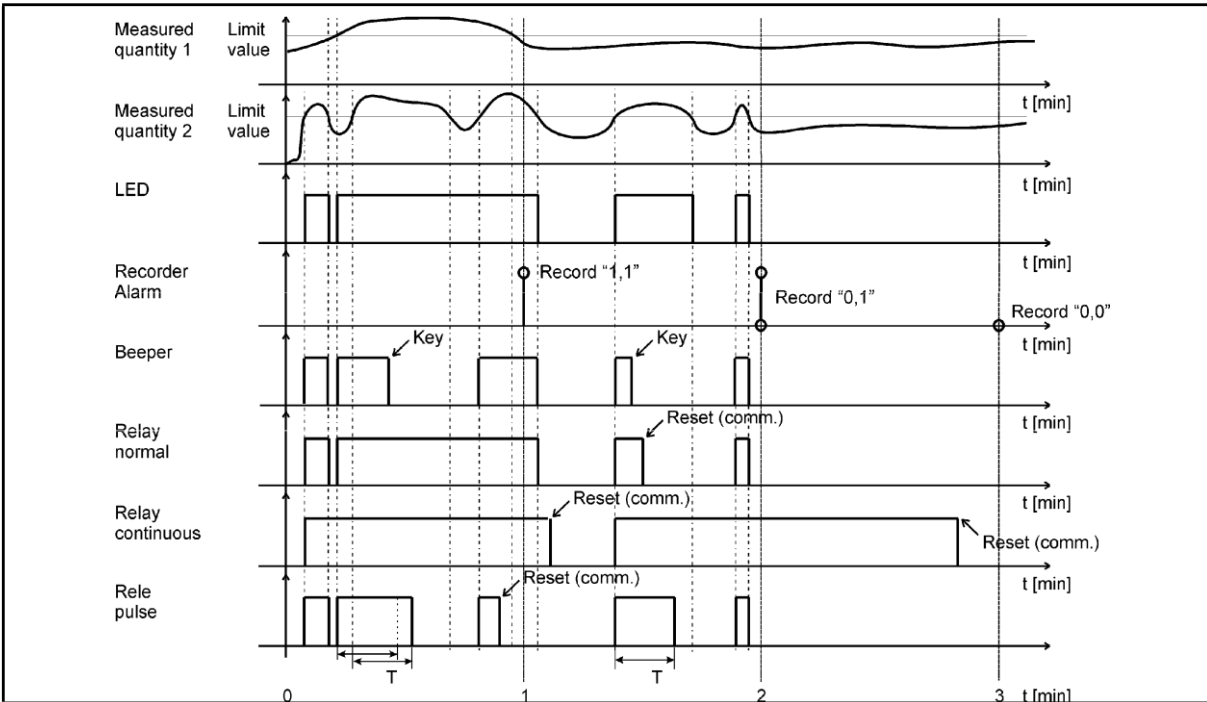 Measured Limit
quantity 1 value
t [min]
Measured Limit
quantity 2 value
t [min]
LED
t [min]
Recorder
Alarm
Record “1,1”
Record “0,1”
Record “0,0”
t [min]
Beeper
Key
Key
t [min]
Relay
normal
Reset (comm.)
t [min]
Relay
continuous
Reset (comm.)
Reset (comm.)
t [min]
Rele
pulse
Reset (comm.)
T
T
0 1 2 3 t [min]